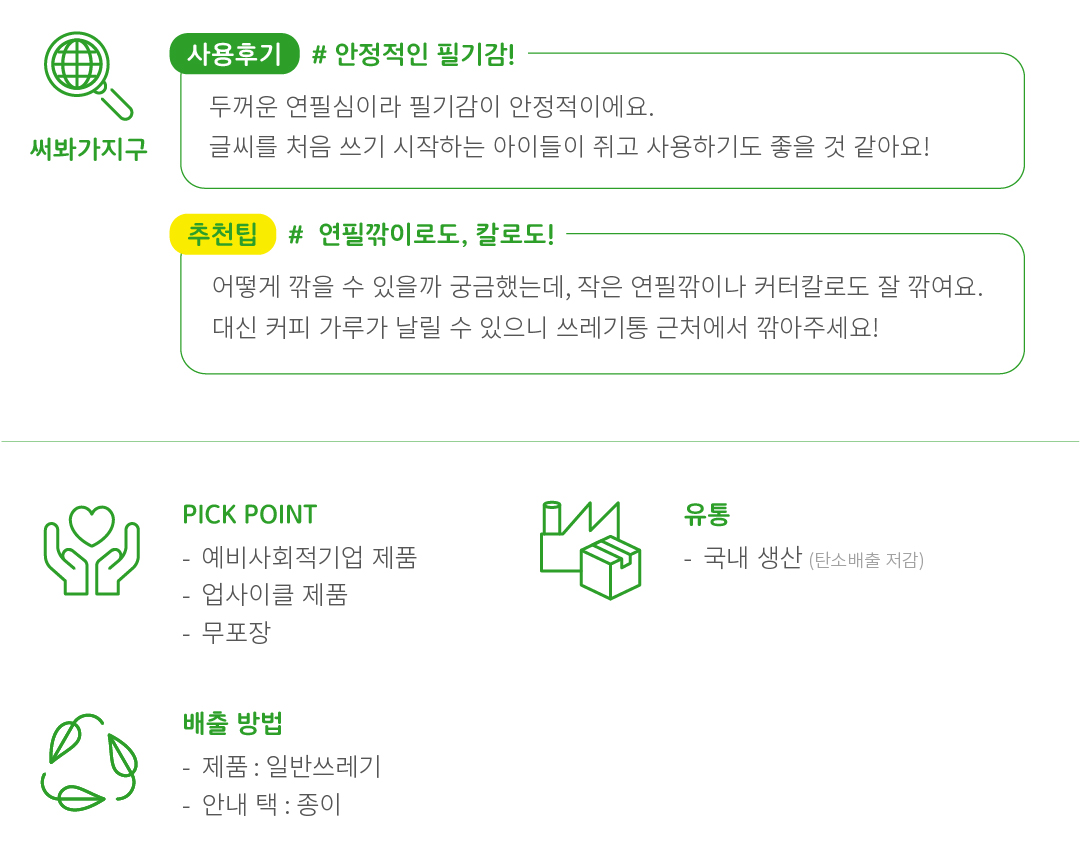 써봐가지구
사용후기 # 안정적인 필기감!
두꺼운 연필심이라 필기감이 안정적이에요.
글씨를 처음 쓰기 시작하는 아이들이 쥐고 사용하기도 좋을 것 같아요!
추천팁 # 연필깎이로도, 칼로도!
어떻게 깎을 수 있을까 궁금했는데, 작은 연필깎이나 커터칼로도 잘 깎여요.
대신 커피 가루가 날릴 수 있으니 쓰레기통 근처에서 깎아주세요!
PICK POINT
- 예비사회적기업 제품
- 업사이클 제품
- 무포장
유통
- 국내 생산 (탄소배출 저감)
배출 방법
- 제품 : 일반쓰레기
- 안내 택 : 종이